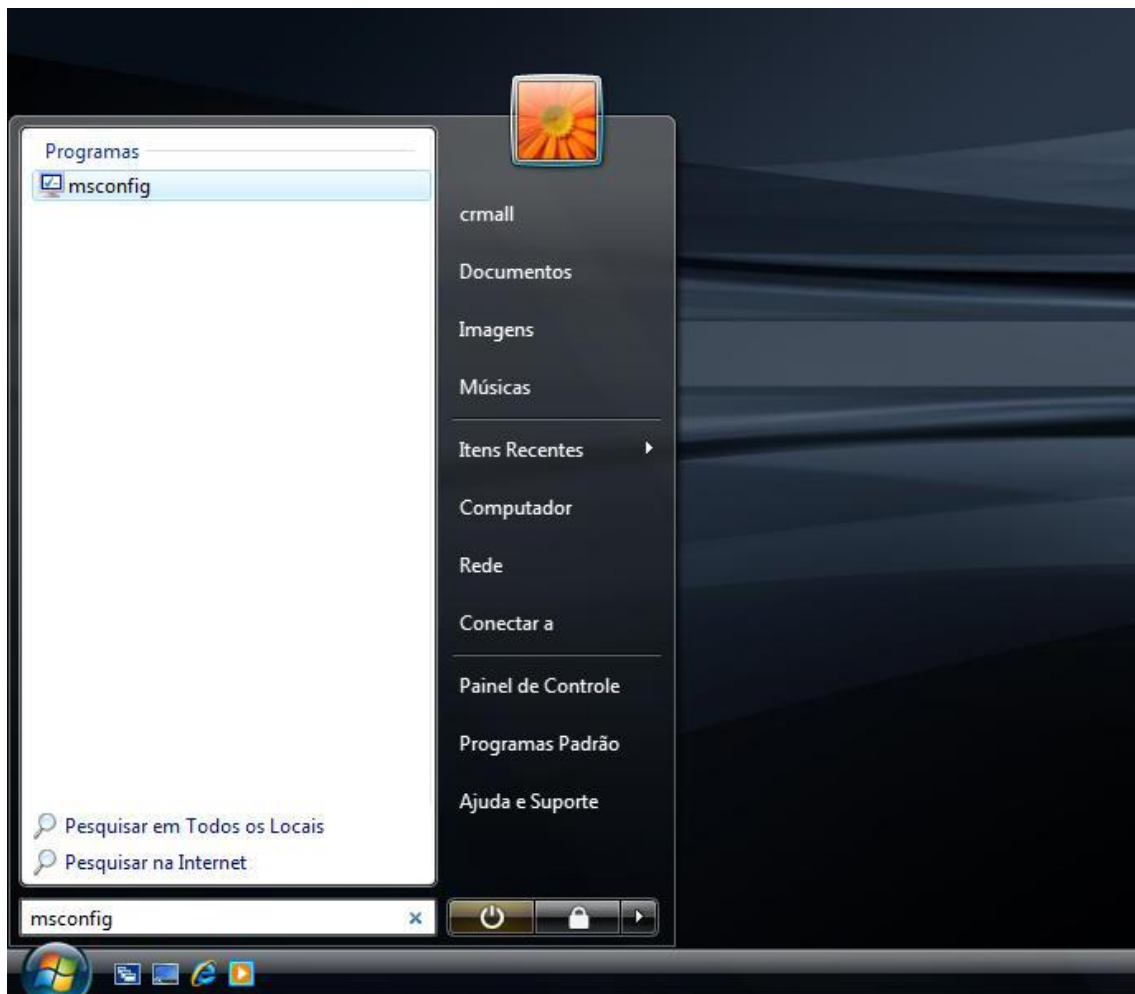 Programas
msconfig
Pesquisar em Todos os Locais
Pesquisar na Internet
msconfig
crmall
Documentos
Imagens
Músicas
Itens Recentes
Computador
Rede
Conectar a
Painel de Controle
Programas Padrão
Ajuda e Suporte